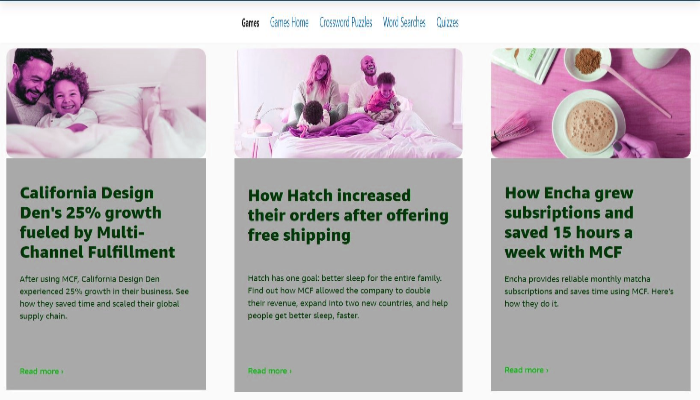 Games Games Home Crossword Puzzles Word Searches Quizzes
California Design
Den's 25% growth
fueled by Multi-
Channel Fulfillment
After using MCF, California Design Den
experienced 25% growth in their business. See
how they saved time and scaled their global
supply chain.
Read more ›
How Hatch increased
their orders after offering
free shipping
Hatch has one goal: better sleep for the entire family.
Find out how MCF allowed the company to double
their revenue, expand into two new countries, and help
people get better sleep, faster.
Read more ›
How Encha grew
subsriptions and
saved 15 hours a
week with MCF
Encha provides reliable monthly matcha
subscriptions and saves time using MCF. Here's
how they do it.
Read more ›